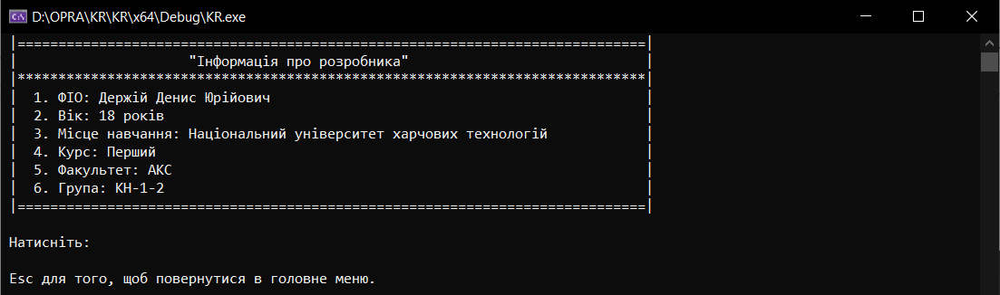 D:\OPRA\KR\KR\x64\Debug\KR.exe
|=============================================================================|
| "Інформація про розробника" |
|*****************************************************************************|
| 1. ФІО: Держій Денис Юрійович |
| 2. Вік: 18 років |
| 3. Місце навчання: Національний університет харчових технологій |
| 4. Курс: Перший |
| 5. Факультет: АКС |
| 6. Група: КН-1-2 |
|=============================================================================|
Натисніть:
Esc для того, щоб повернутися в головне меню.